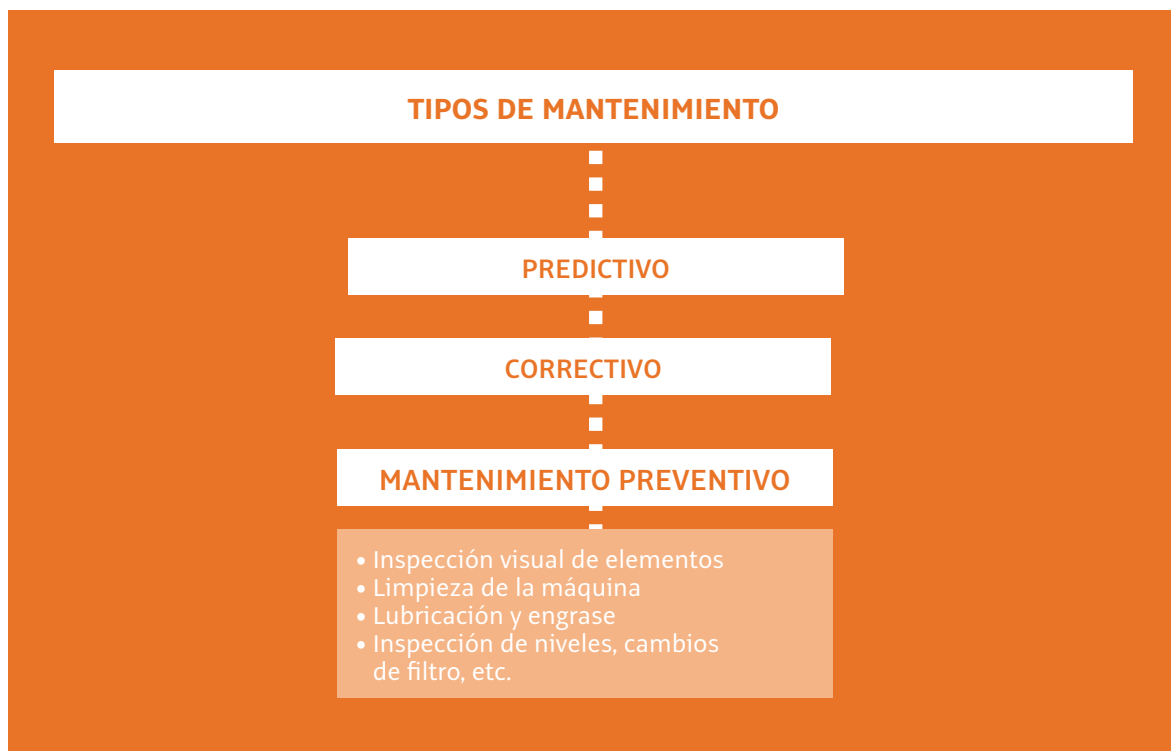 TIPOS DE MANTENIMIENTO
PREDICTIVO
CORRECTIVO
MANTENIMIENTO PREVENTIVO
• Inspección visual de elementos
• Limpieza de la máquina
• Lubricación y engrase
• Inspección de niveles, cambios
de filtro, etc.